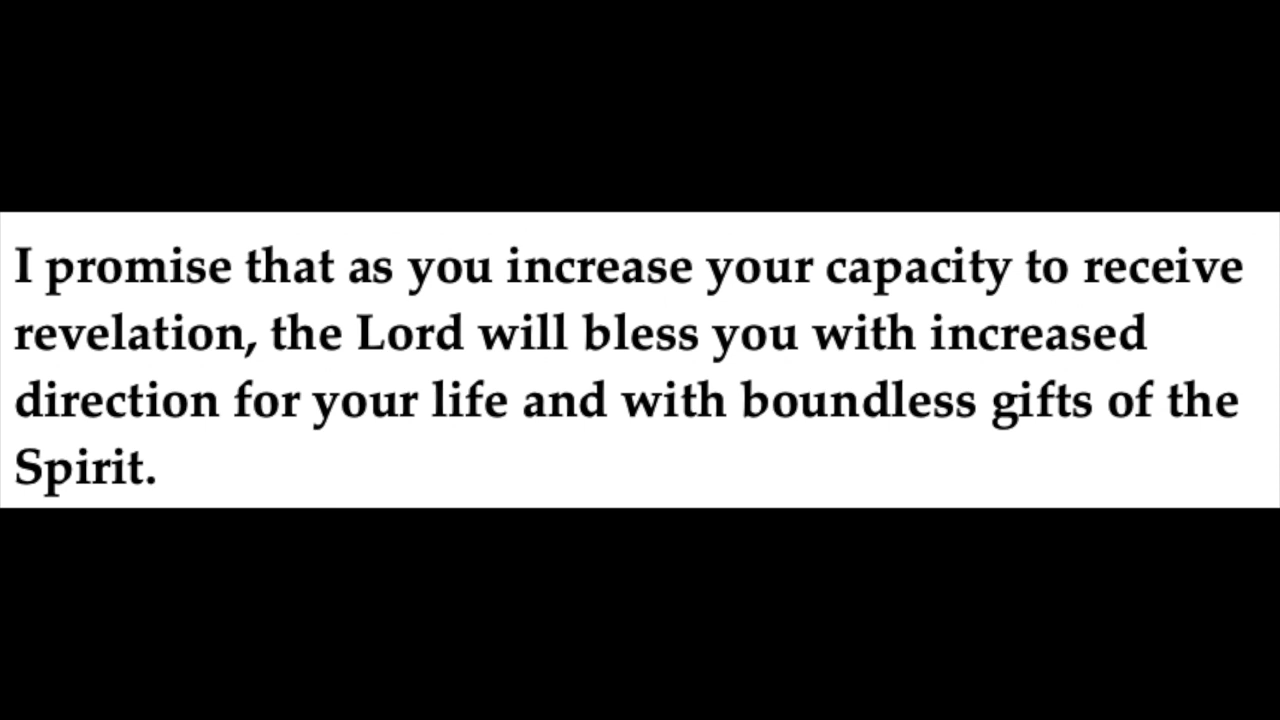 I promise that as you increase your capacity to receive
revelation, the Lord will bless you with increased
direction for your life and with boundless gifts of the
Spirit.